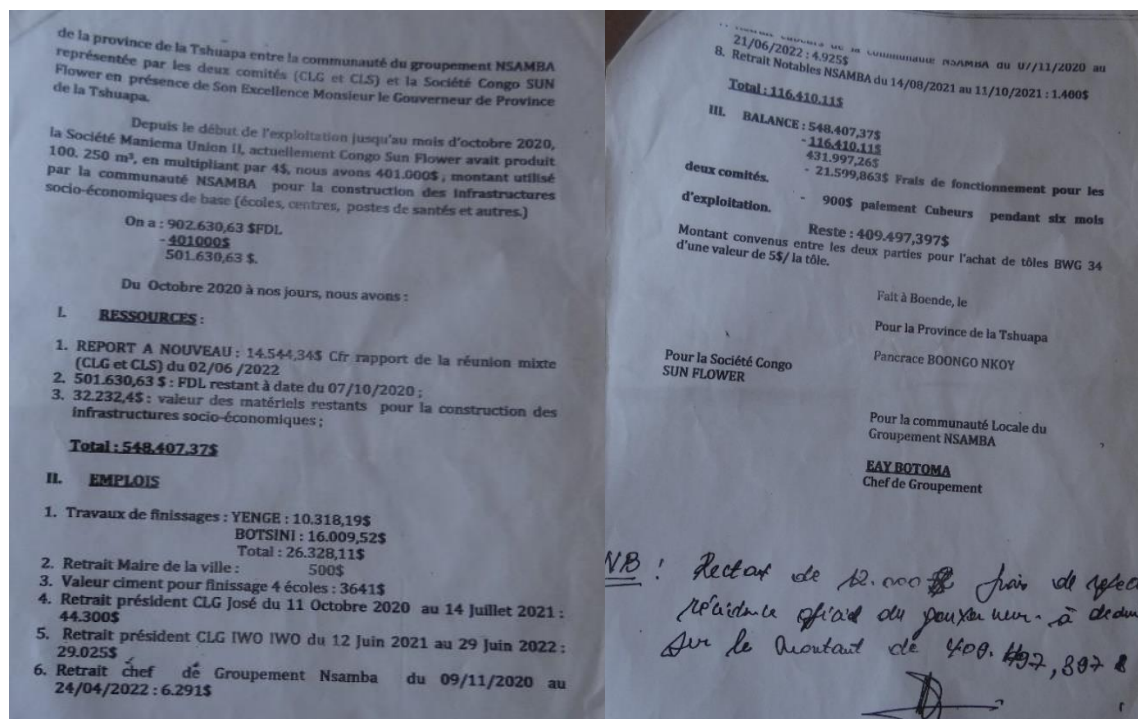 de la province de la Tshuapa entre la communauté du groupement NSAMBA
représentée par les deux comités (CLG et CLS) et la Société Congo SUN
Flower en présence de Son Excellence Monsieur le Gouverneur de Province
de la Tshuapa.
Depuis le début de l'exploitation jusqu'au mois d'octobre 2020,
la Société Maniema Union II, actuellement Congo Sun Flower avait produit
100. 250 m³, en multipliant par 4$, nous avons 401.000$, montant utilisé
par la communauté NSAMBA pour la construction des infrastructures
socio-économiques de base (écoles, centres, postes de santés et autres.)
On a : 902.630,63 $FDL
- 401000$
501.630,63 $.
Du Octobre 2020 à nos jours, nous avons :
I. RESSOURCES :
1. REPORT A NOUVEAU : 14.544,34$ Cfr rapport de la réunion mixte
(CLG et CLS) du 02/06 /2022
2. 501.630,63 $ : FDL restant à date du 07/10/2020 ;
3. 32.232,4$ : valeur des matériels restants pour la construction des
infrastructures socio-économiques ;
Total : 548.407,37$
II. EMPLOIS
1. Travaux de finissages : YENGE : 10.318,19$
BOTSINI : 16.009,52$
Total : 26.328,11$
2. Retrait Maire de la ville : 500$
3. Valeur ciment pour finissage 4 écoles : 3641$
4. Retrait président CLG José du 11 Octobre 2020 au 14 Juillet 2021 :
44.300$
5. Retrait président CLG IWO IWO du 12 Juin 2021 au 29 Juin 2022 :
29.025$
6. Retrait chef de Groupement Nsamba du 09/11/2020 au
24/04/2022 : 6.291$
de la communauté NSAMBA du 07/11/2020 au
21/06/2022 : 4.925$
8. Retrait Notables NSAMBA du 14/08/2021 au 11/10/2021 : 1.400$
Total : 116.410.11$
III. BALANCE : 548.407,37$
- 116.410.11$
431.997,26$
- 21.599,863$ Frais de fonctionnement pour les
deux comités.
- 900$ paiement Cubeurs pendant six mois
d'exploitation.
Reste : 409.497,397$
Montant convenus entre les deux parties pour l'achat de tôles BWG 34
d'une valeur de 5$/ la tôle.
Fait à Boende, le
Pour la Province de la Tshuapa
Pour la Société Congo
SUN FLOWER
Pancrace BOONGO NKOY
Pour la communauté Locale du
Groupement NSAMBA
EAY BOTOMA
Chef de Groupement
NB : de 12.000 $ frais de
du à
Sur le Montant de 409.497,397 $